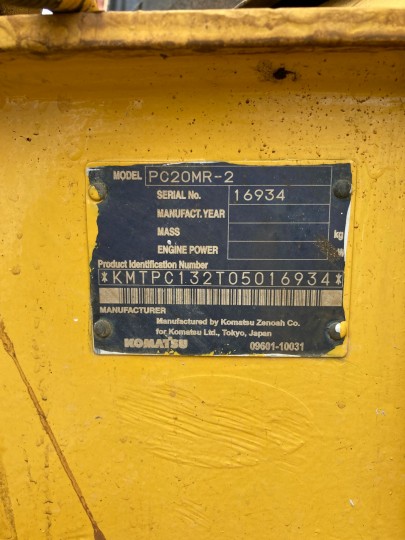 MODEL PC20MR-2
SERIAL No. 16934
MANUFACT. YEAR
MASS kg
ENGINE POWER
Product Identification Number
*KMTPC132T05016934*
MANUFACTURER
Manufactured by Komatsu Zenoah Co.
for Komatsu Ltd., Tokyo, Japan
KOMATSU 09601-10031